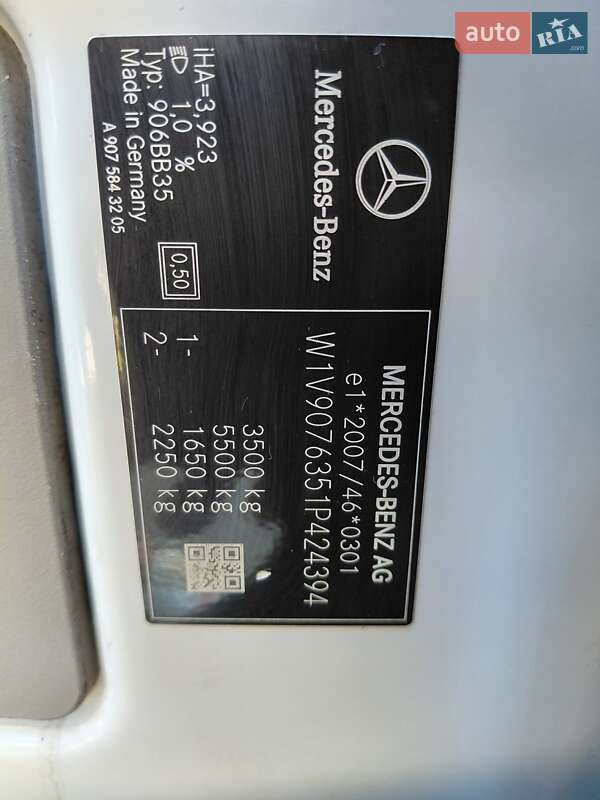 auto RIA.com
MERCEDES-BENZ AG
e1*2007/46*0301
W1V9076351P424394
3500 kg
5500 kg
1- 1650 kg
2- 2250 kg
Mercedes-Benz
iHA=3,923
1,0 %
Typ: 906BB35
Made in Germany
A 907 584 32 05
0,50